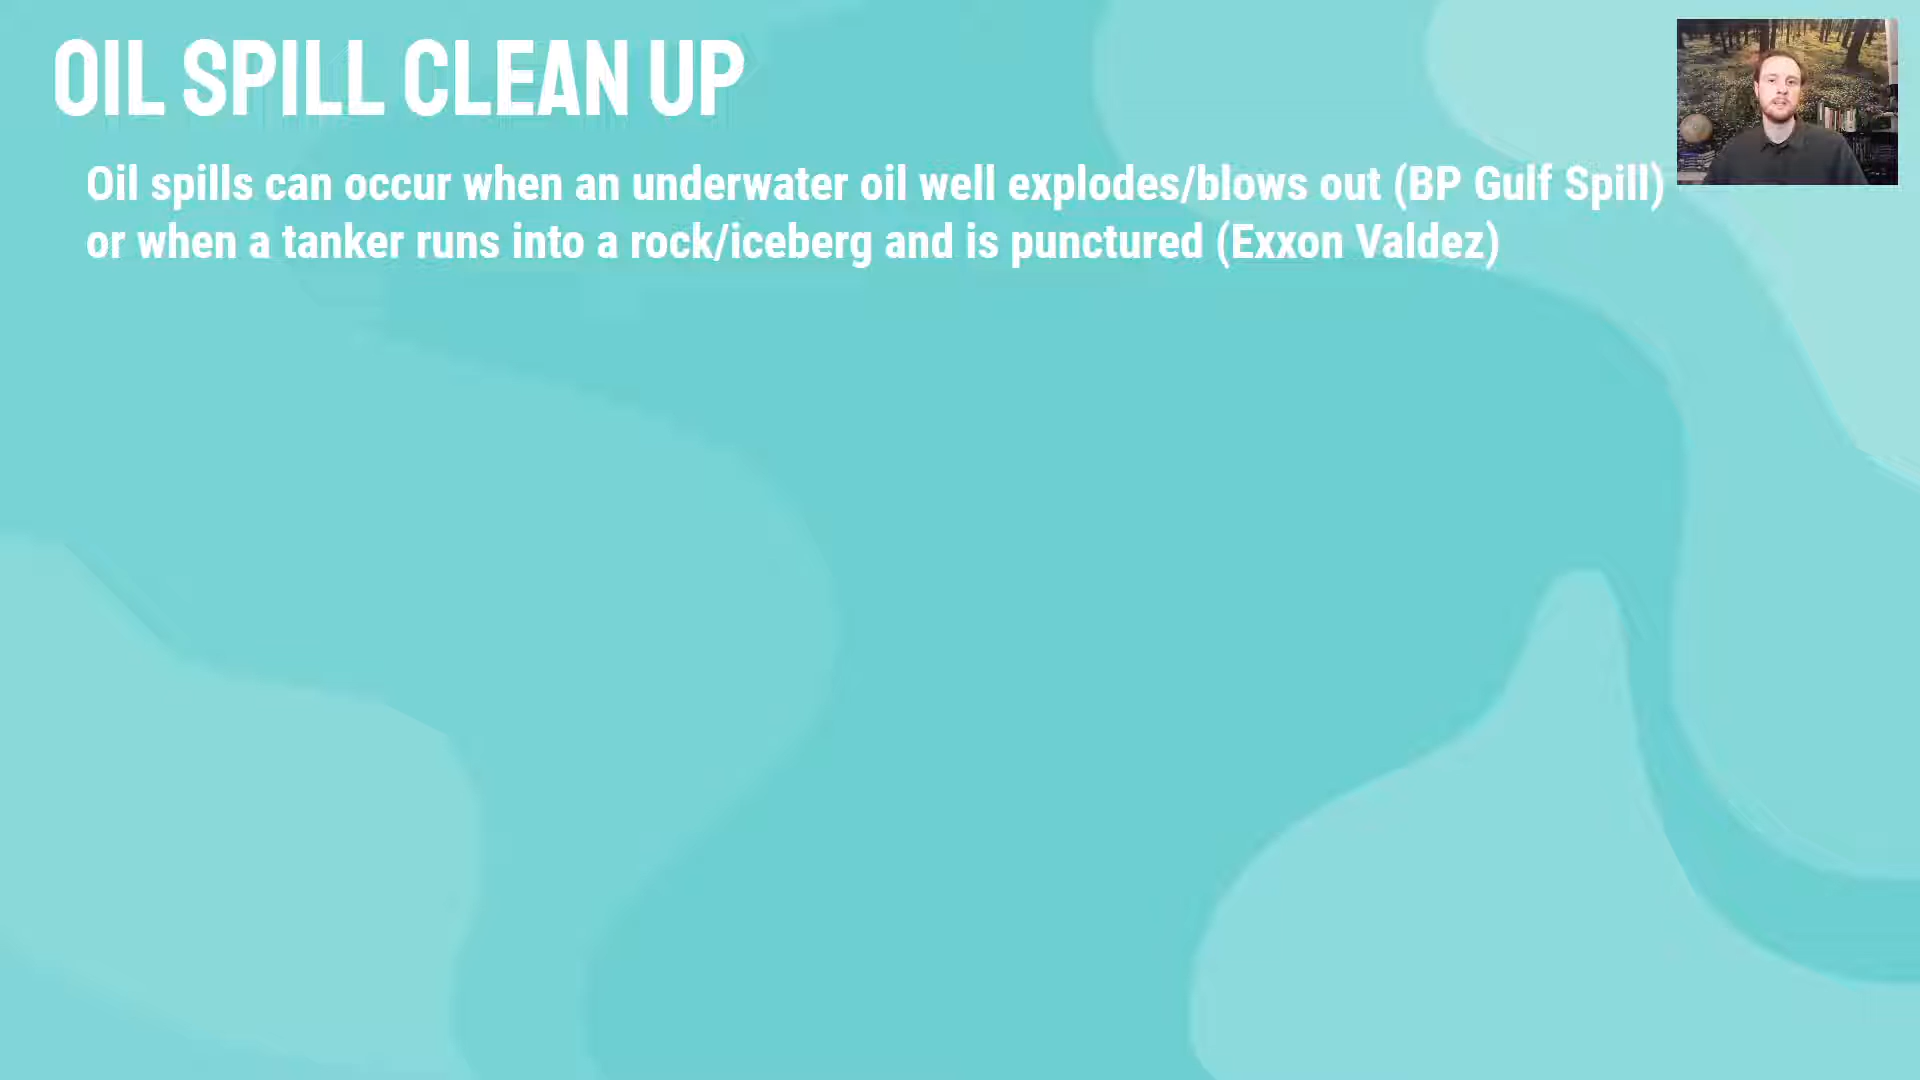 OIL SPILL CLEAN UP
Oil spills can occur when an underwater oil well explodes/blows out (BP Gulf Spill)
or when a tanker runs into a rock/iceberg and is punctured (Exxon Valdez)